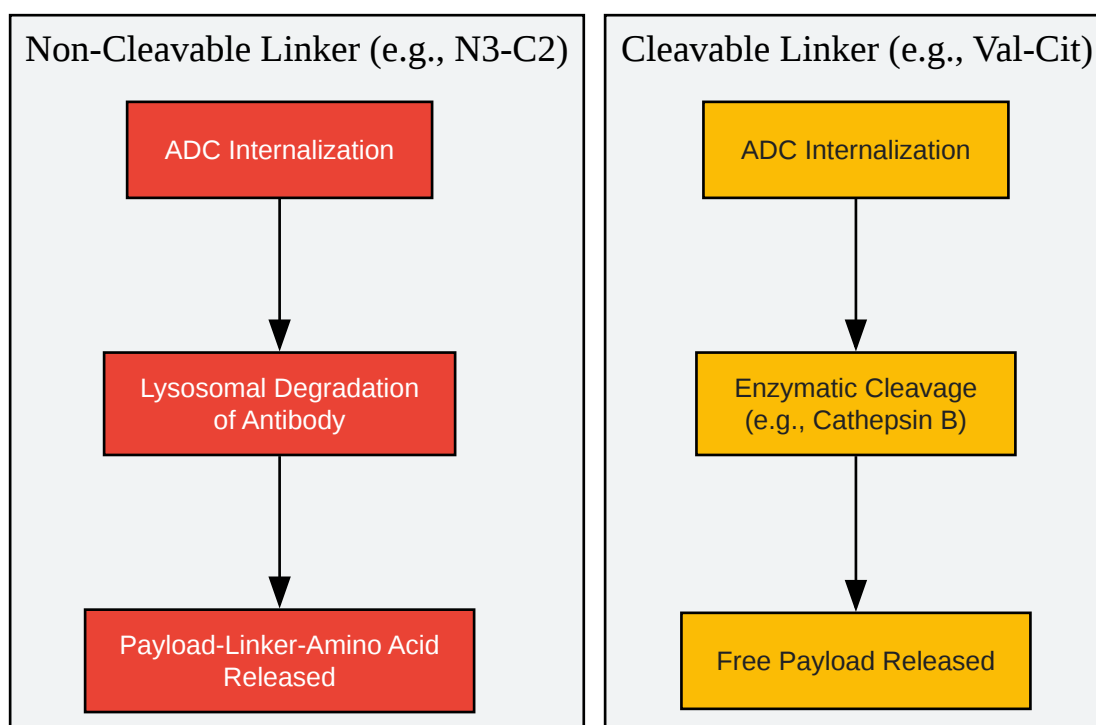 Non-Cleavable Linker (e.g., N3-C2)
ADC Internalization
Lysosomal Degradation
of Antibody
Payload-Linker-Amino Acid
Released
Cleavable Linker (e.g., Val-Cit)
ADC Internalization
Enzymatic Cleavage
(e.g., Cathepsin B)
Free Payload Released